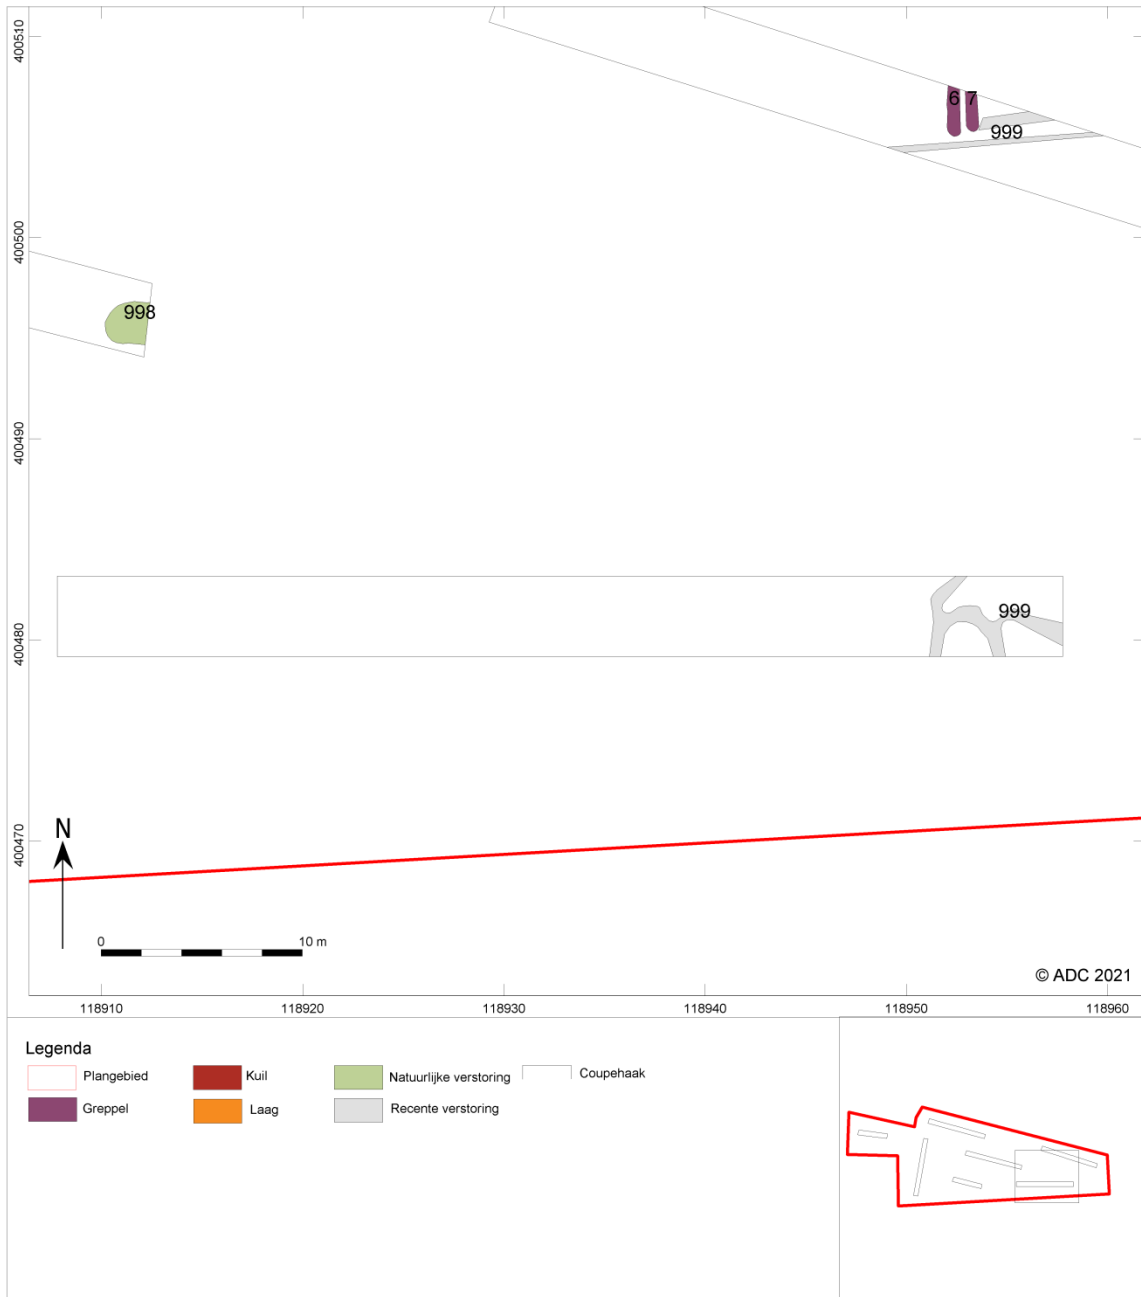 400510
6 7
999
400500
998
400490
999
400480
400470
N
0 10 m
© ADC 2021
118910 118920 118930 118940 118950 118960
Legenda
Plangebied Kuil Natuurlijke verstoring Coupehaak
Greppel Laag Recente verstoring